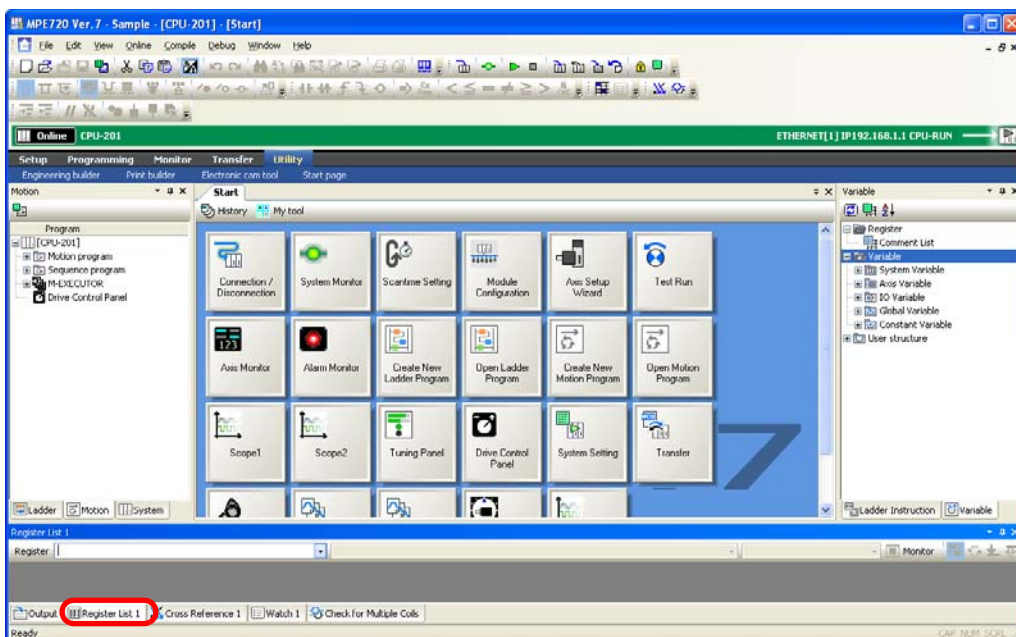 MPE720 Ver. 7 - Sample - [CPU-201] - [Start]
File Edit View Online Compile Debug Window Help
Online CPU-201
ETHERNET[1] IP192.168.1.1 CPU-RUN
Setup Programming Monitor Transfer Utility
Engineering builder Print builder Electronic cam tool Start page
Motion
Program
[CPU-201]
Motion program
Sequence program
M-EXECUTOR
Drive Control Panel
Ladder Motion System
Start
History My tool
Connection / Disconnection
System Monitor
Scantime Setting
Module Configuration
Axis Setup Wizard
Test Run
Axis Monitor
Alarm Monitor
Create New Ladder Program
Open Ladder Program
Create New Motion Program
Open Motion Program
Scope1
Scope2
Tuning Panel
Drive Control Panel
System Setting
Transfer
7
Variable
Register
Comment List
Variable
System Variable
Axis Variable
IO Variable
Global Variable
Constant Variable
User structure
Ladder Instruction Variable
Register List 1
Register
Monitor
Output Register List 1 Cross Reference 1 Watch 1 Check for Multiple Coils
Ready
CAP NUM SCRL